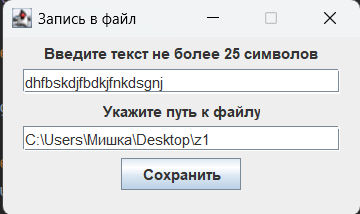 Запись в файл
Введите текст не более 25 символов
dhfbskdjfbdkjfnkdsgnj
Укажите путь к файлу
C:\Users\Мишка\Desktop\z1
Сохранить